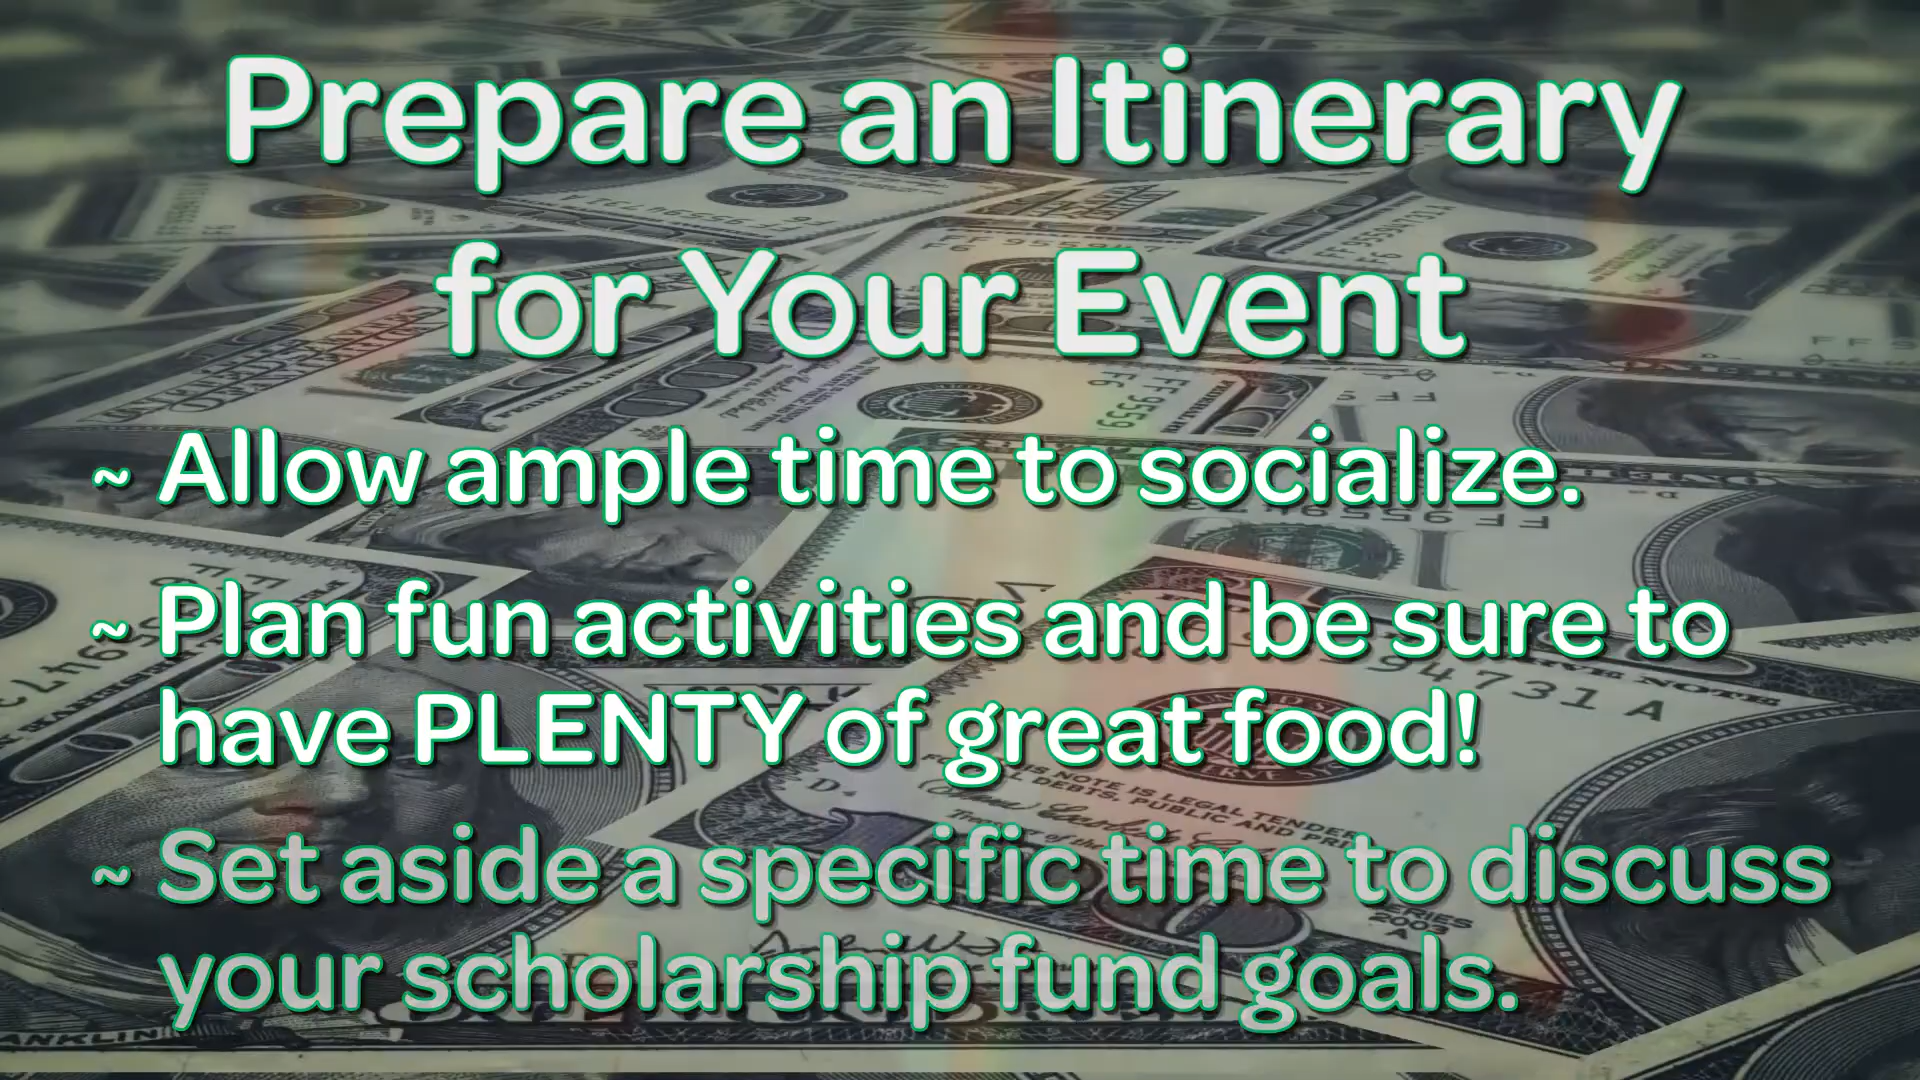 Prepare an Itinerary
for Your Event
~ Allow ample time to socialize.
~ Plan fun activities and be sure to
have PLENTY of great food!
~ Set aside a specific time to discuss
your scholarship fund goals.